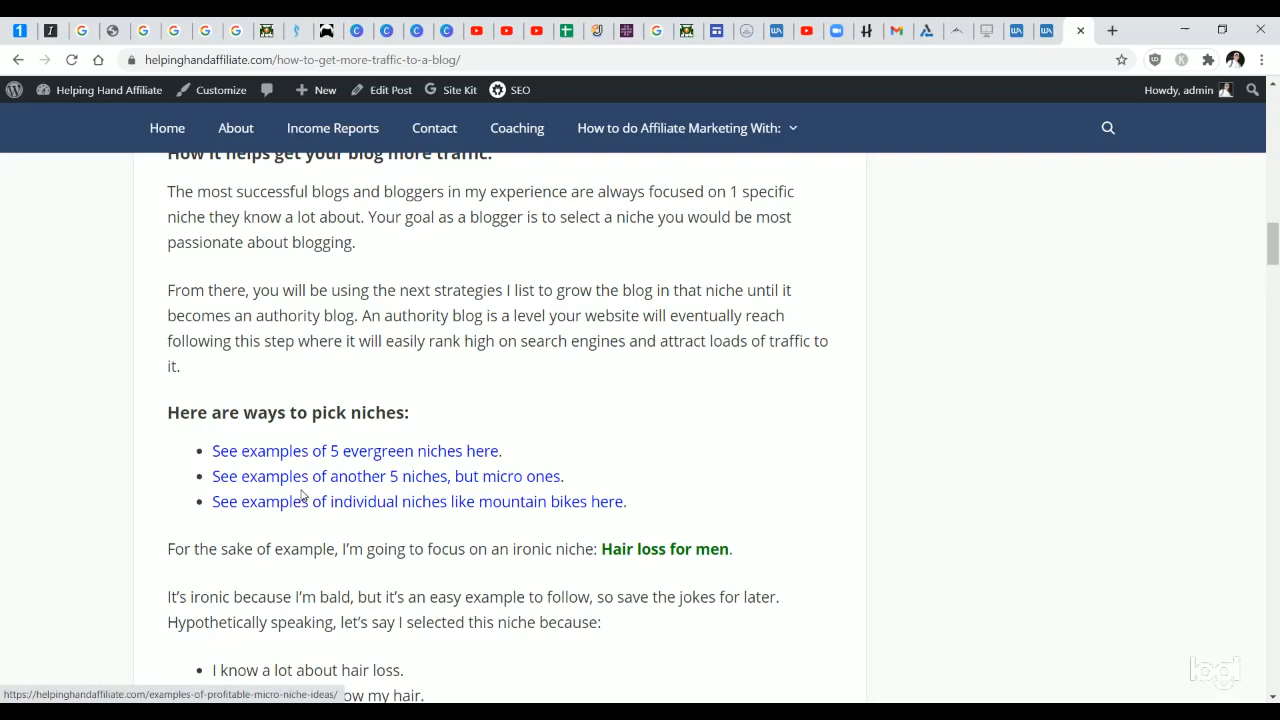 helpinghandaffiliate.com/how-to-get-more-traffic-to-a-blog/
Helping Hand Affiliate Customize New Edit Post Site Kit SEO Howdy, admin
Home About Income Reports Contact Coaching How to do Affiliate Marketing With:
How it helps get your blog more traffic:
The most successful blogs and bloggers in my experience are always focused on 1 specific
niche they know a lot about. Your goal as a blogger is to select a niche you would be most
passionate about blogging.
From there, you will be using the next strategies I list to grow the blog in that niche until it
becomes an authority blog. An authority blog is a level your website will eventually reach
following this step where it will easily rank high on search engines and attract loads of traffic to
it.
Here are ways to pick niches:
See examples of 5 evergreen niches here.
See examples of another 5 niches, but micro ones.
See examples of individual niches like mountain bikes here.
For the sake of example, I'm going to focus on an ironic niche: Hair loss for men.
It's ironic because I'm bald, but it's an easy example to follow, so save the jokes for later.
Hypothetically speaking, let's say I selected this niche because:
I know a lot about hair loss.
ow my hair.
https://helpinghandaffiliate.com/examples-of-profitable-micro-niche-ideas/
logi